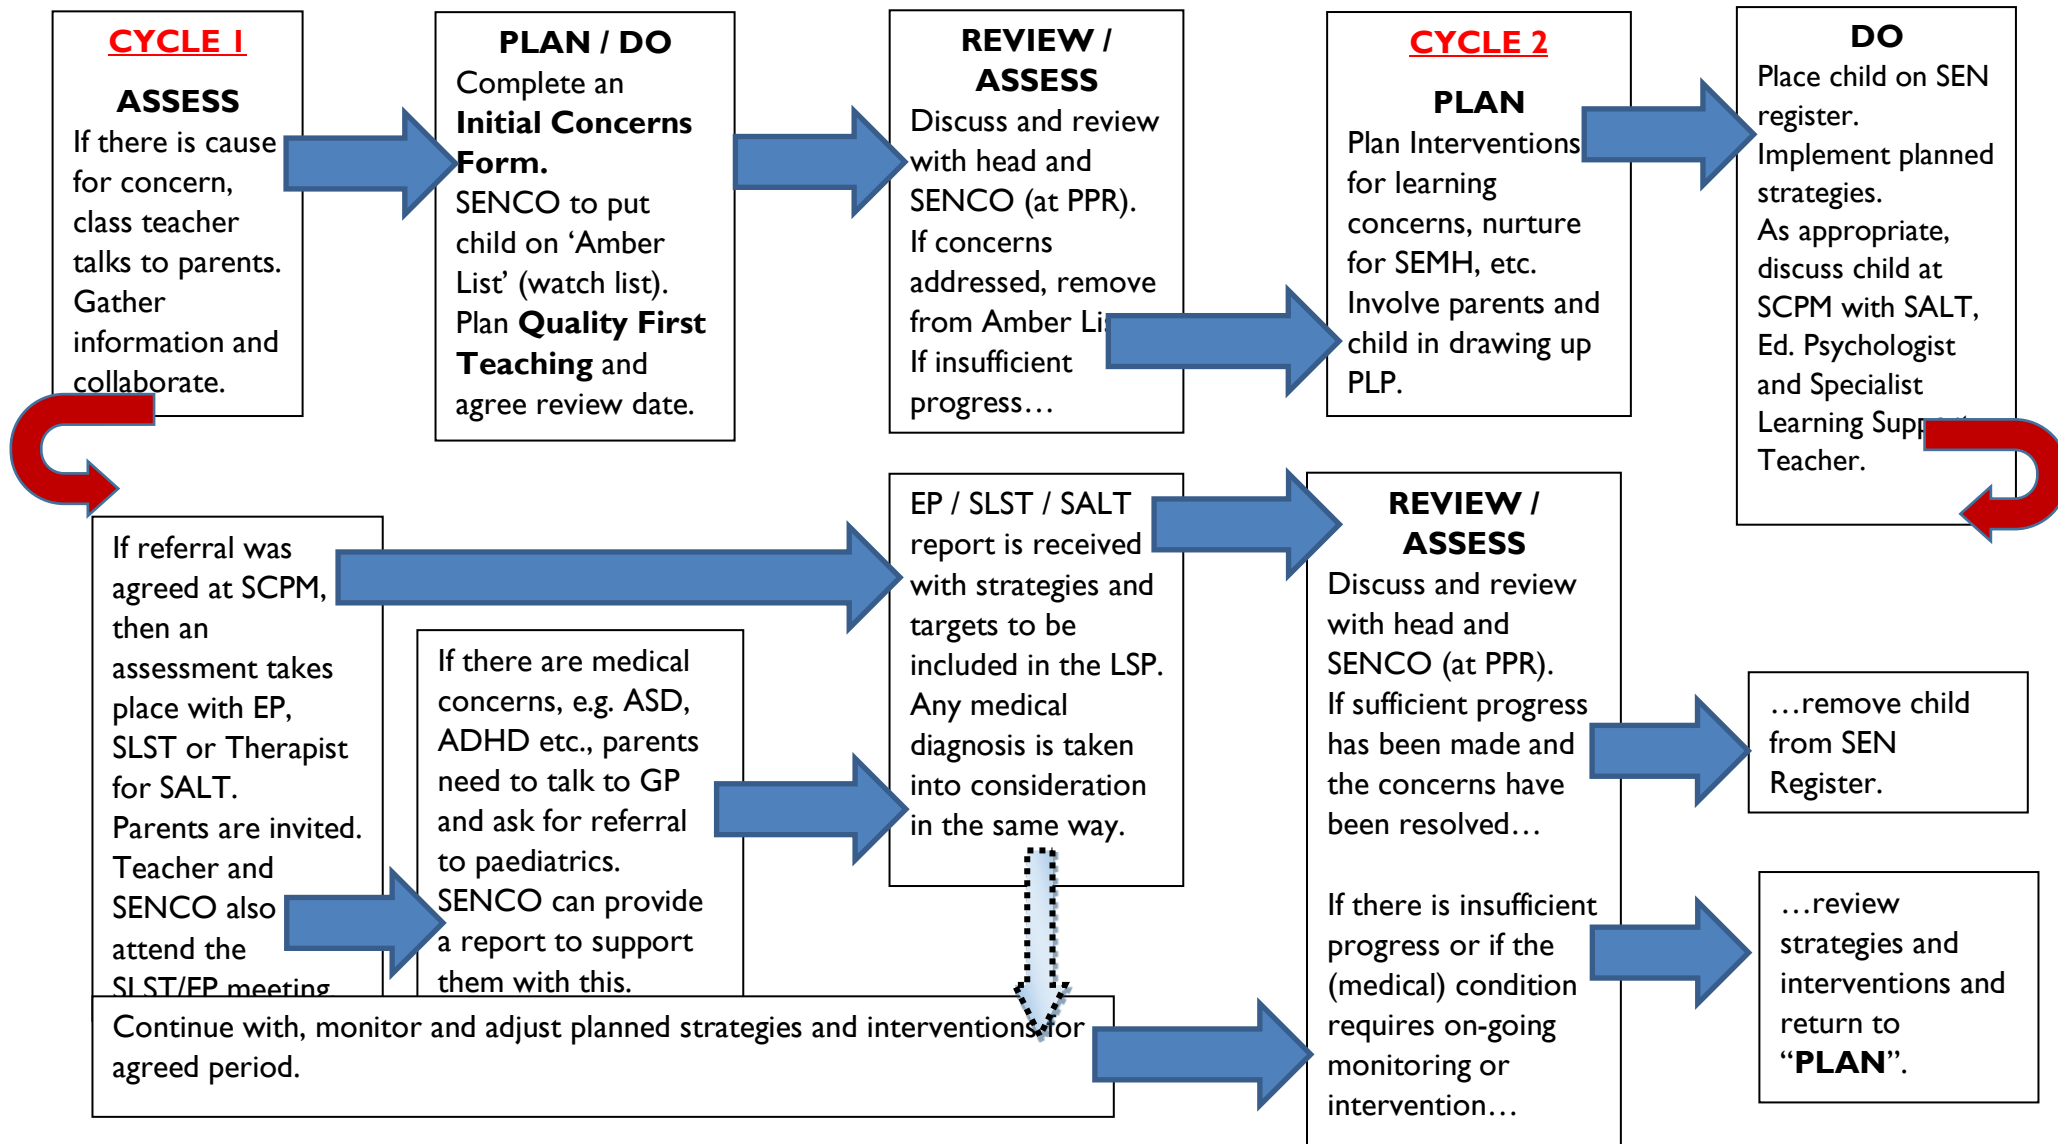 CYCLE 1
ASSESS
If there is cause
for concern,
class teacher
talks to parents.
Gather
information and
collaborate.
PLAN / DO
Complete an
Initial Concerns
Form.
SENCO to put
child on ‘Amber
List’ (watch list).
Plan Quality First
Teaching and
agree review date.
REVIEW /
ASSESS
Discuss and review
with head and
SENCO (at PPR).
If concerns
addressed, remove
from Amber
If insufficient
progress…
CYCLE 2
PLAN
Plan Interventions
for learning
concerns, nurture
for SEMH, etc.
Involve parents and
child in drawing up
PLP.
DO
Place child on SEN
register.
Implement planned
strategies.
As appropriate,
discuss child at
SCPM with SALT,
Ed. Psychologist
and Specialist
Learning Support
Teacher.
If referral was
agreed at SCPM,
then an
assessment takes
place with EP,
SLST or Therapist
for SALT.
Parents are invited.
Teacher and
SENCO also
attend the
SLST/EP meeting
If there are medical
concerns, e.g. ASD,
ADHD etc., parents
need to talk to GP
and ask for referral
to paediatrics.
SENCO can provide
a report to support
them with this.
EP / SLST / SALT
report is received
with strategies and
targets to be
included in the LSP.
Any medical
diagnosis is taken
into consideration
in the same way.
Continue with, monitor and adjust planned strategies and interventions for
agreed period.
REVIEW /
ASSESS
Discuss and review
with head and
SENCO (at PPR).
If sufficient progress
has been made and
the concerns have
been resolved…
If there is insufficient
progress or if the
(medical) condition
requires on-going
monitoring or
intervention…
…remove child
from SEN
Register.
…review
strategies and
interventions and
return to
“PLAN”.